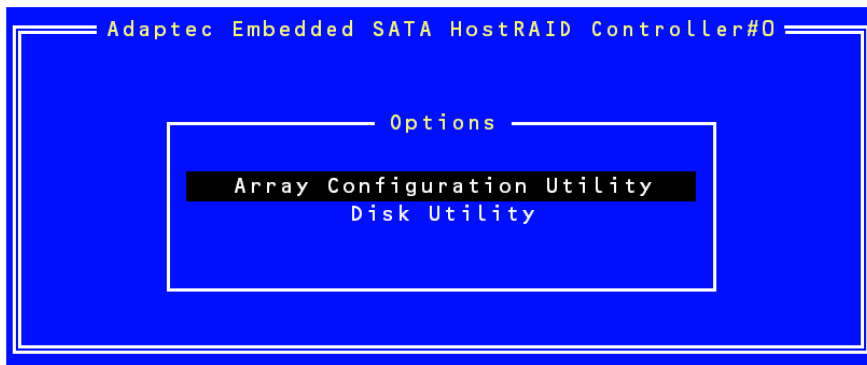 Adaptec Embedded SATA HostRAID Controller#0
Options
Array Configuration Utility
Disk Utility